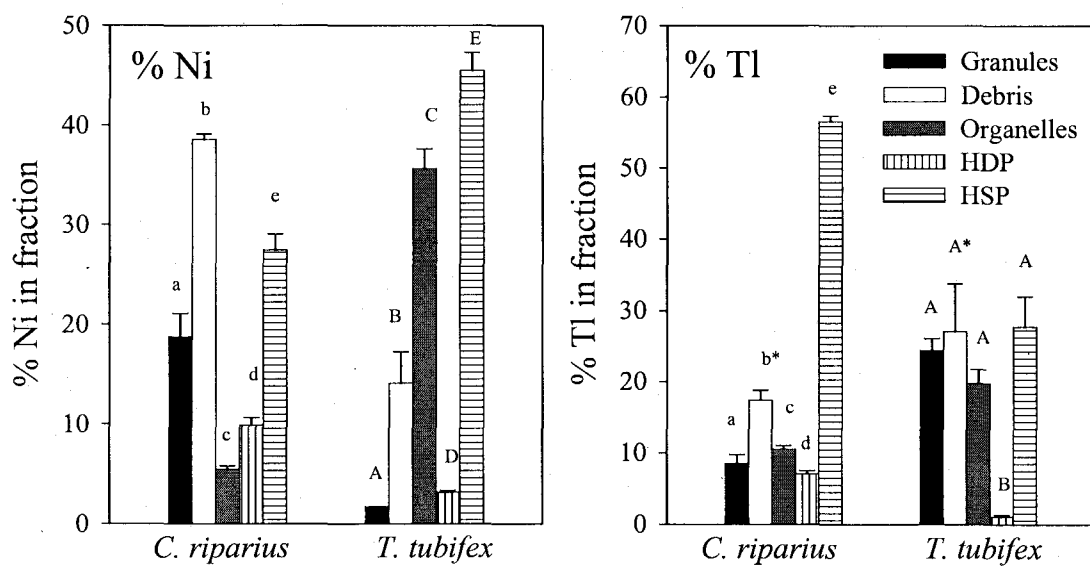 % Ni in fraction
50
40
30
20
10
0
% Ni
a
b
c
d
e
A
B
C
D
E
C. riparius
T. tubifex
% Tl in fraction
70
60
50
40
30
20
10
0
% Tl
Granules
Debris
Organelles
HDP
HSP
a
b*
c
d
e
A
A*
A
B
A
C. riparius
T. tubifex